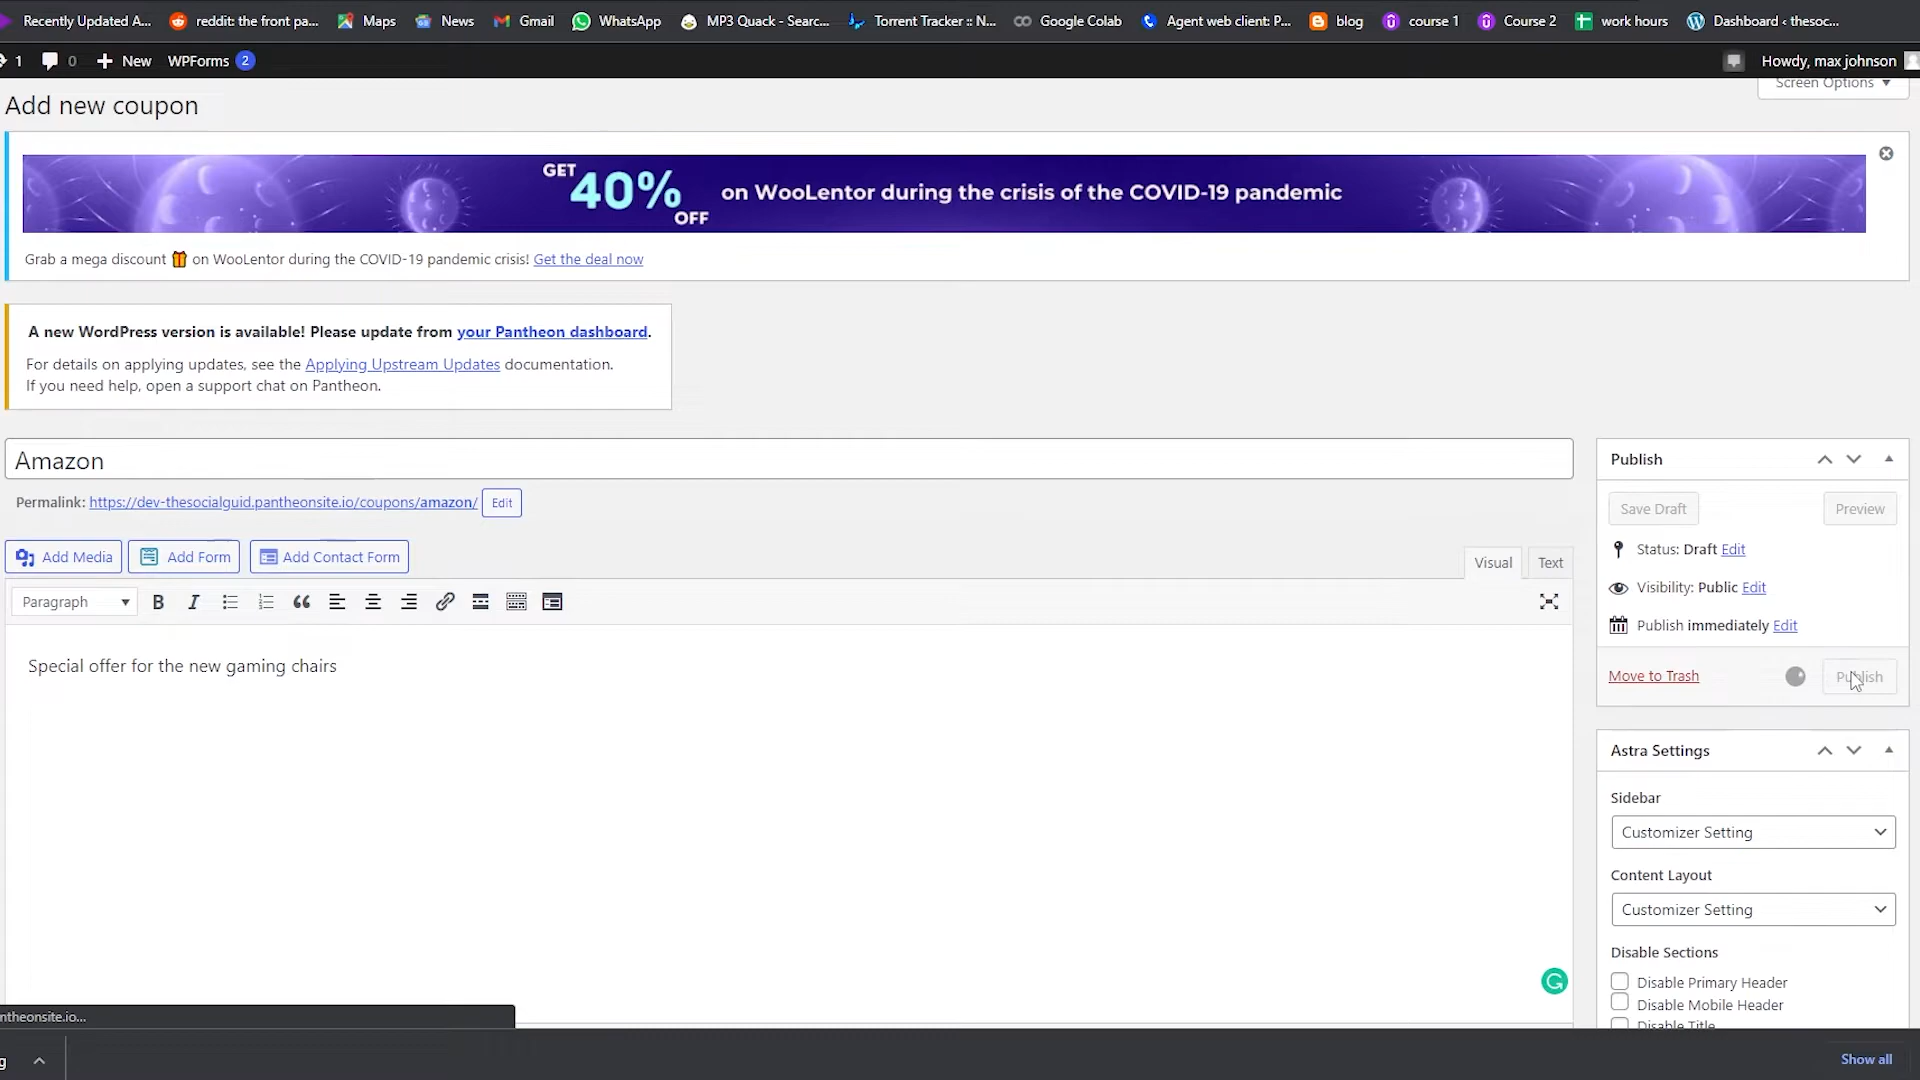 Recently Updated A... reddit: the front pa... Maps News Gmail WhatsApp MP3 Quack - Searc... Torrent Tracker :: N... Google Colab Agent web client: P... blog course 1 Course 2 work hours Dashboard ‹ thesoc...
1 0 New WPForms 2 Howdy, max johnson
Screen Options
Add new coupon
GET 40% OFF on WooLentor during the crisis of the COVID-19 pandemic
Grab a mega discount on WooLentor during the COVID-19 pandemic crisis! Get the deal now
A new WordPress version is available! Please update from your Pantheon dashboard.
For details on applying updates, see the Applying Upstream Updates documentation.
If you need help, open a support chat on Pantheon.
Amazon
Permalink: https://dev-thesocialguid.pantheonsite.io/coupons/amazon/ Edit
Add Media Add Form Add Contact Form Visual Text
Paragraph
Special offer for the new gaming chairs
Publish
Save Draft Preview
Status: Draft Edit
Visibility: Public Edit
Publish immediately Edit
Move to Trash Publish
Astra Settings
Sidebar
Customizer Setting
Content Layout
Customizer Setting
Disable Sections
Disable Primary Header
Disable Mobile Header
Disable Title
ntheonsite.io...
g Show all